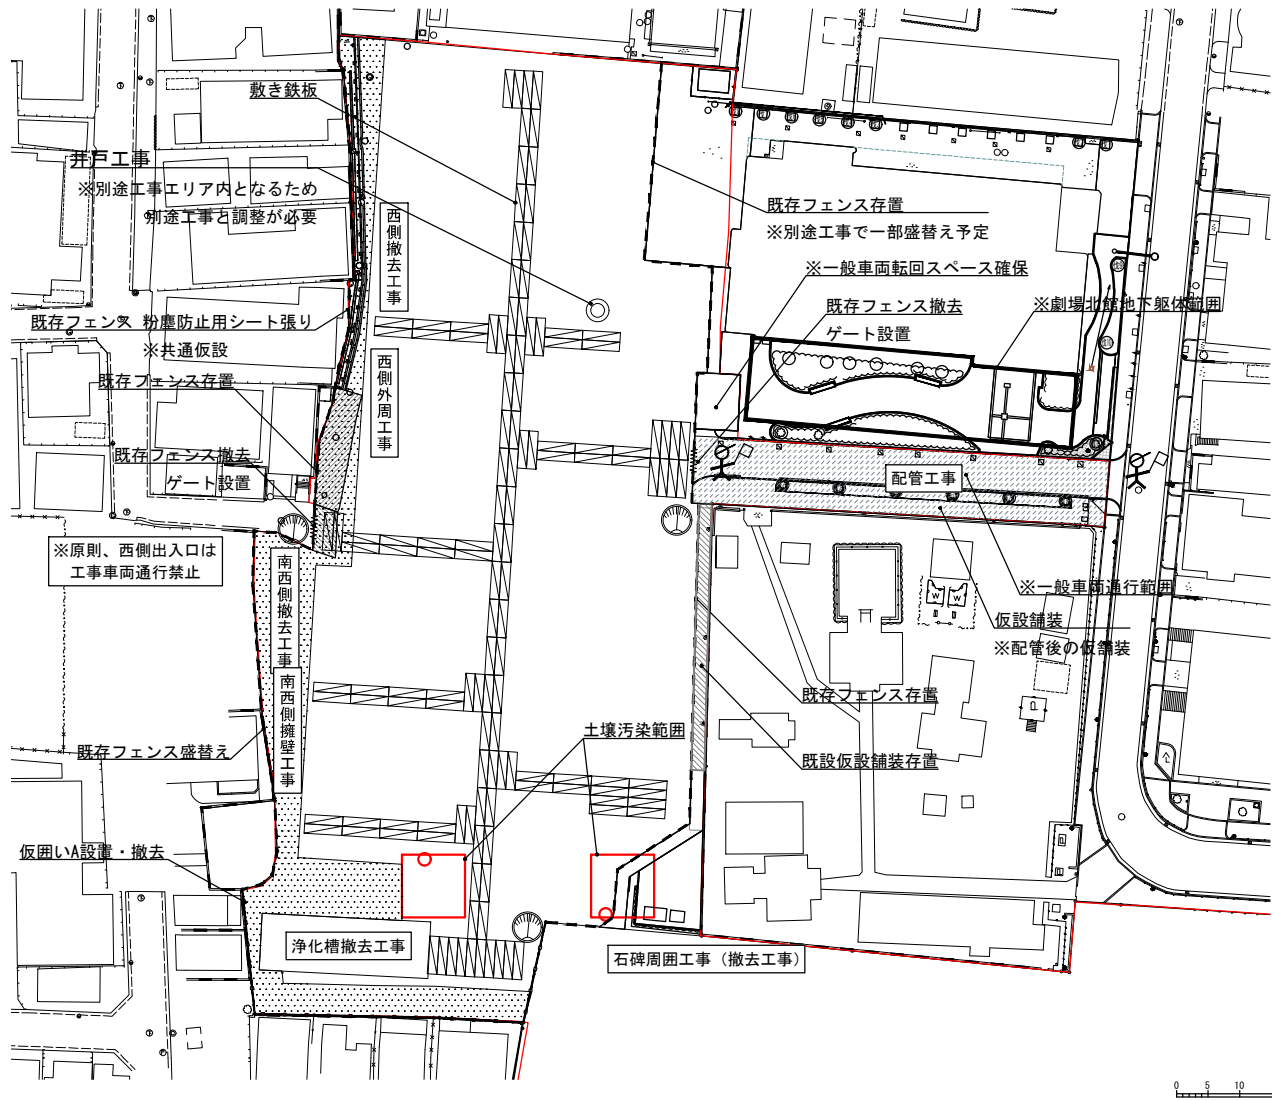 敷き鉄板
井戸工事
※別途工事エリア内となるため
別途工事と調整が必要
西側撤去工事
既存フェンス存置
※別途工事で一部盛替え予定
※一般車両転回スペース確保
既存フェンス撤去
ゲート設置
※劇場北館地下躯体範囲
既存フェンス 粉塵防止用シート張り
※共通仮設
西側外周工事
既存フェンス存置
既存フェンス撤去
ゲート設置
配管工事
※原則、西側出入口は
工事車両通行禁止
南西側撤去工事
※一般車両通行範囲
仮設舗装
※配管後の仮舗装
南西側擁壁工事
既存フェンス存置
土壌汚染範囲
既存フェンス盛替え
既設仮設舗装存置
仮囲いA設置・撤去
浄化槽撤去工事
石碑周囲工事（撤去工事）
W W
0 5 10